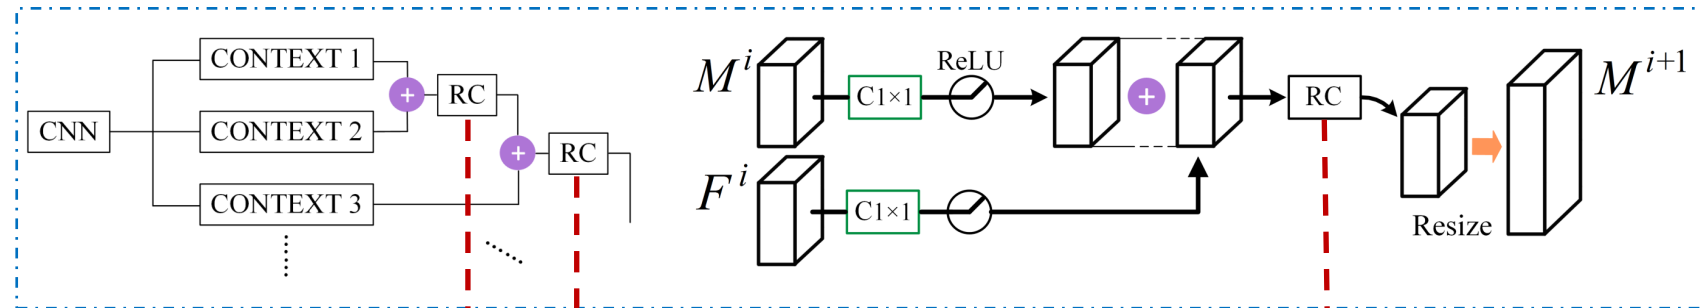 CNN
CONTEXT 1
CONTEXT 2
CONTEXT 3
+
RC
+
RC
M^i
C1×1
ReLU
+
RC
M^{i+1}
F^i
C1×1
Resize